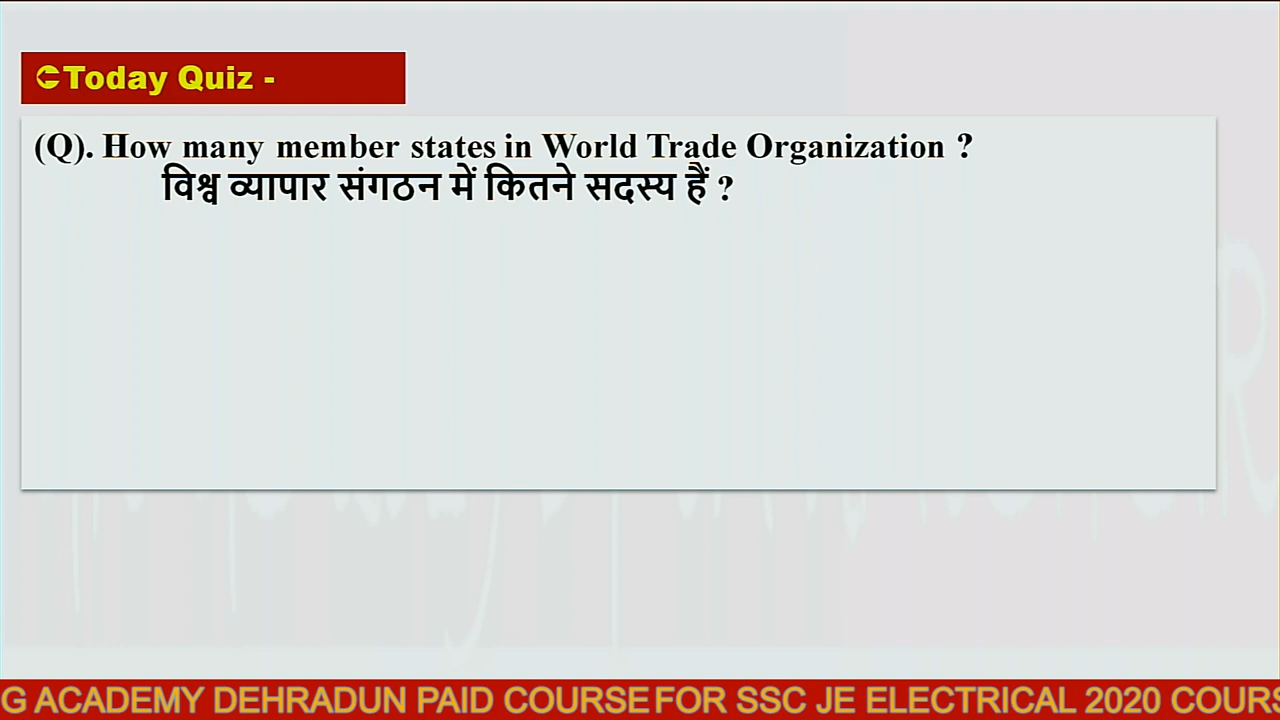 Today Quiz -
(Q). How many member states in World Trade Organization ?
विश्व व्यापार संगठन में कितने सदस्य हैं ?
G ACADEMY DEHRADUN PAID COURSE FOR SSC JE ELECTRICAL 2020 COURS